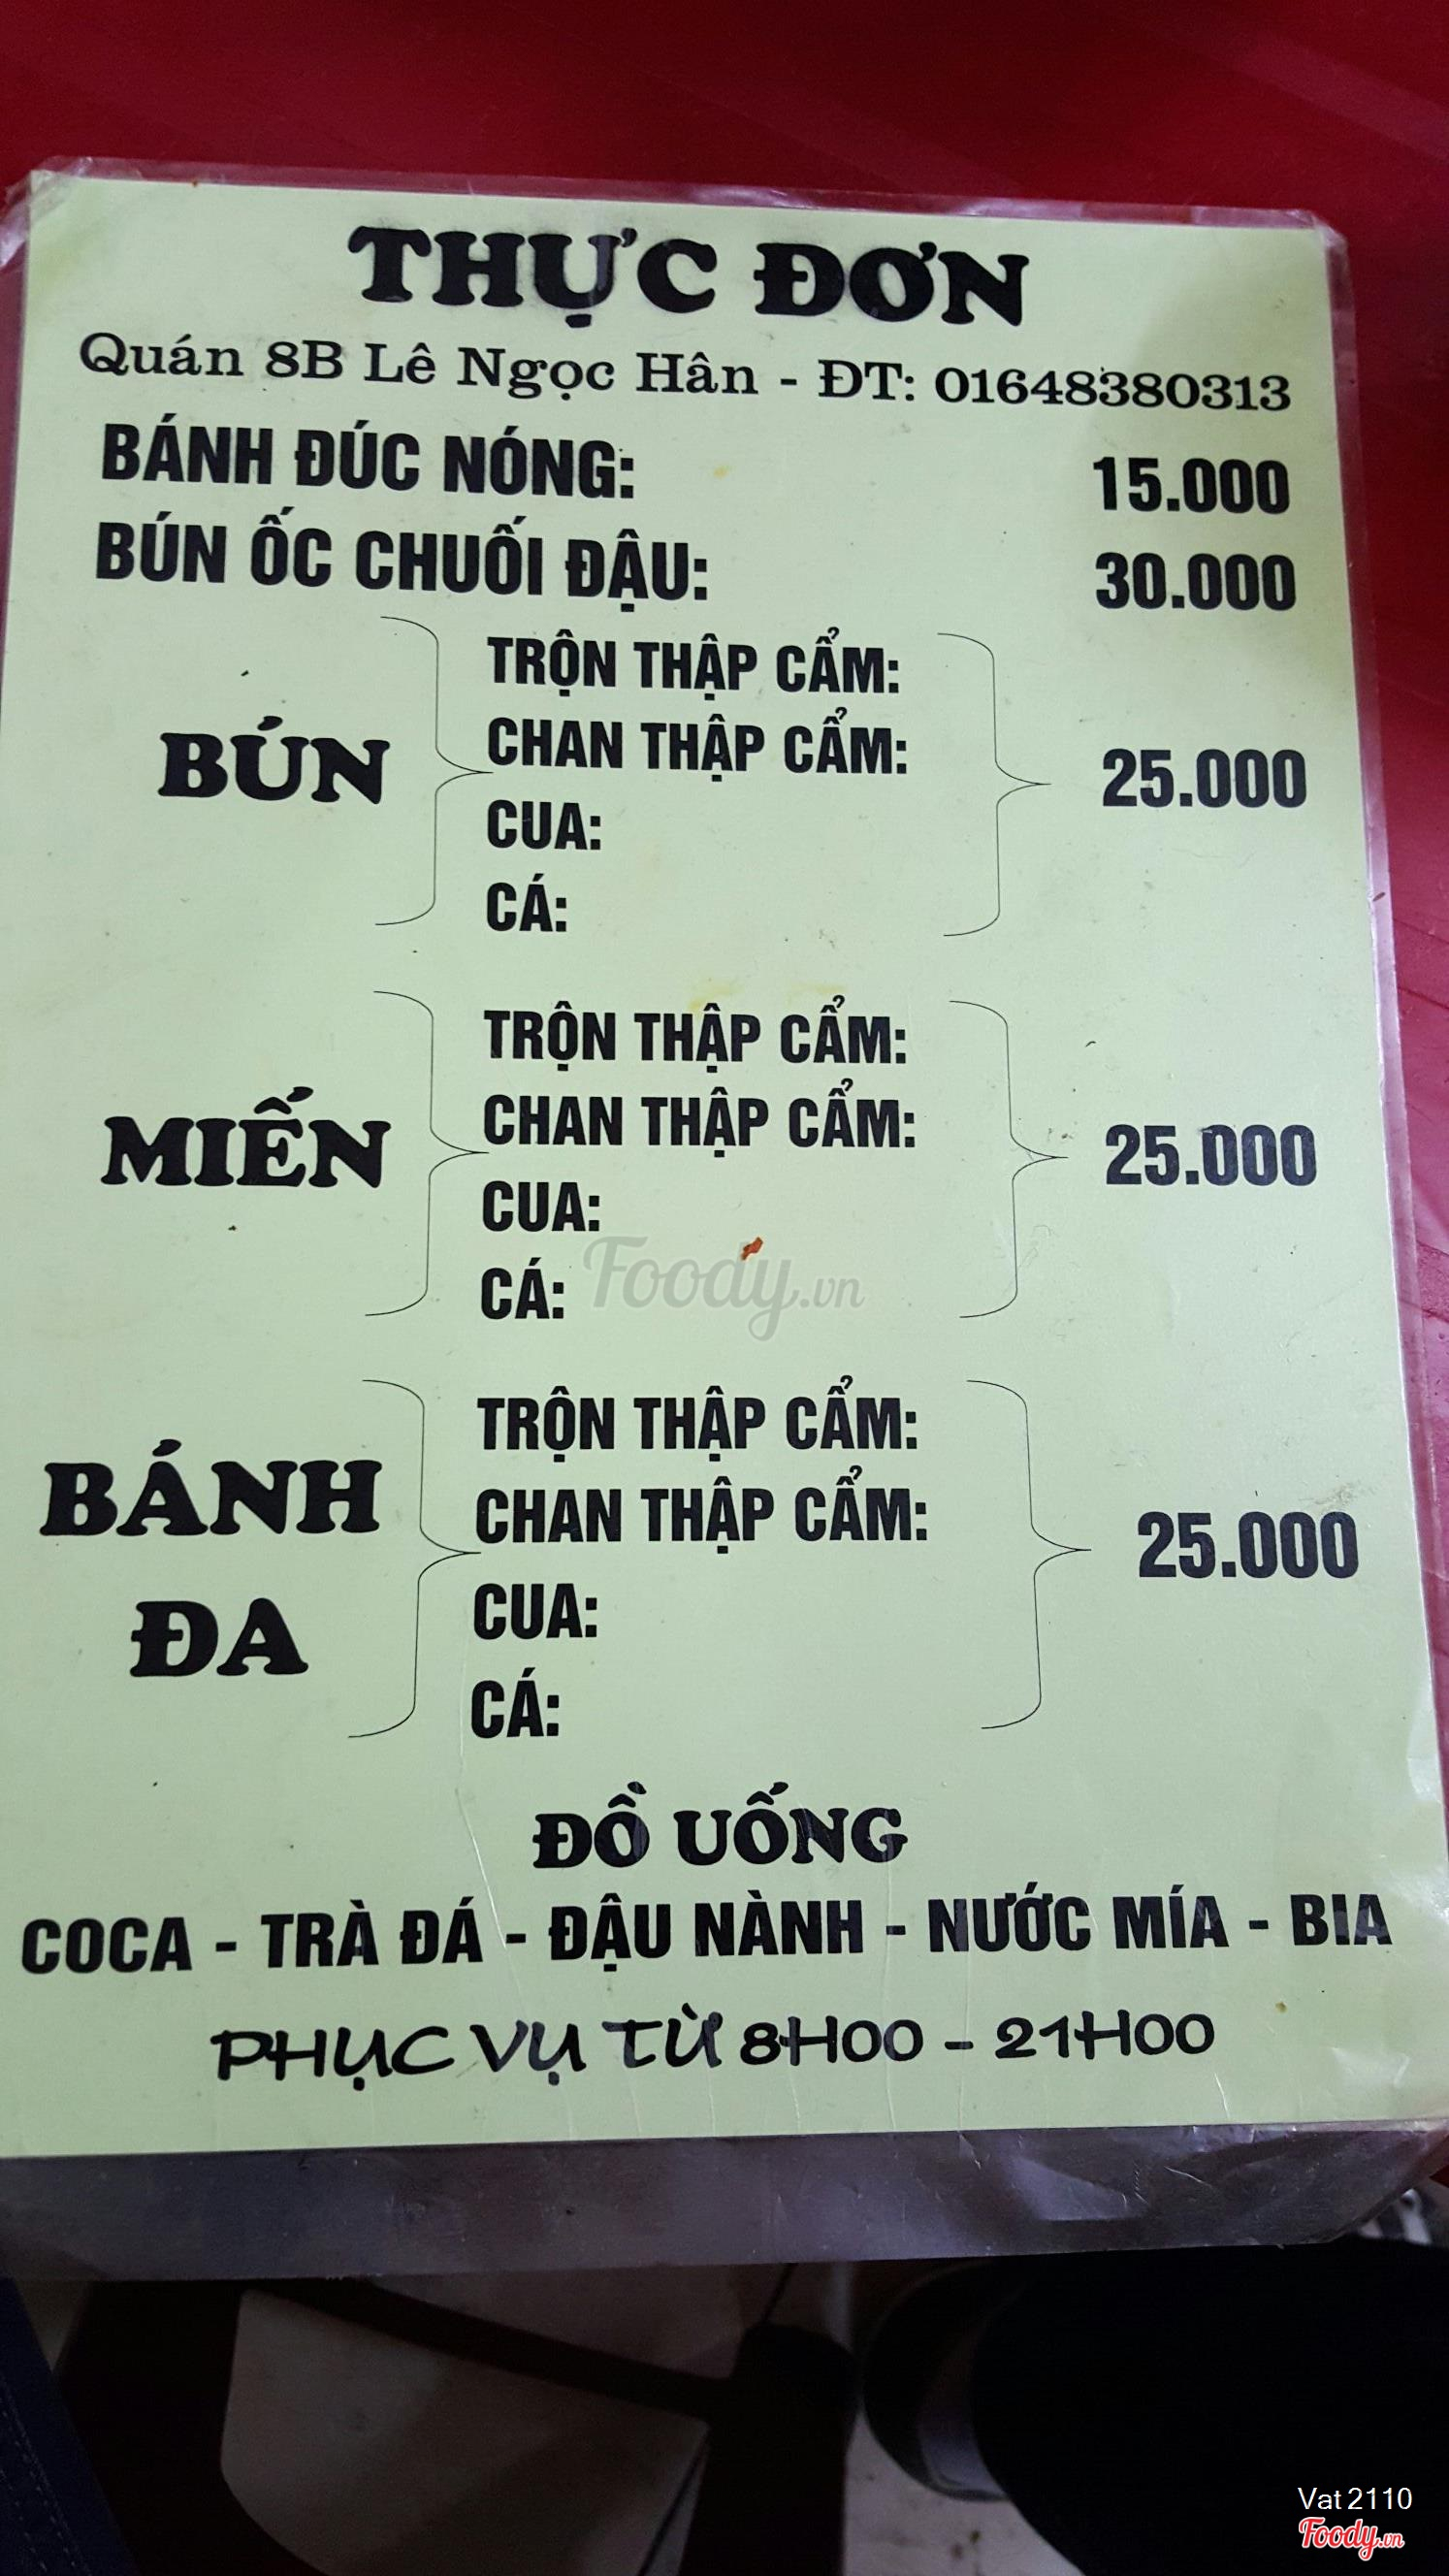 THỰC ĐƠN
Quán 8B Lê Ngọc Hân - ĐT: 01648380313
BÁNH ĐÚC NÓNG: 15.000
BÚN ỐC CHUỐI ĐẬU: 30.000
BÚN
TRỘN THẬP CẨM:
CHAN THẬP CẨM:
CUA:
CÁ:
25.000
MIẾN
TRỘN THẬP CẨM:
CHAN THẬP CẨM:
CUA:
CÁ:
25.000
Foody.vn
BÁNH
ĐA
TRỘN THẬP CẨM:
CHAN THẬP CẨM:
CUA:
CÁ:
25.000
ĐỒ UỐNG
COCA - TRÀ ĐÁ - ĐẬU NÀNH - NƯỚC MÍA - BIA
PHỤC VỤ TỪ 8H00 - 21H00
Vat2110
Foody.vn